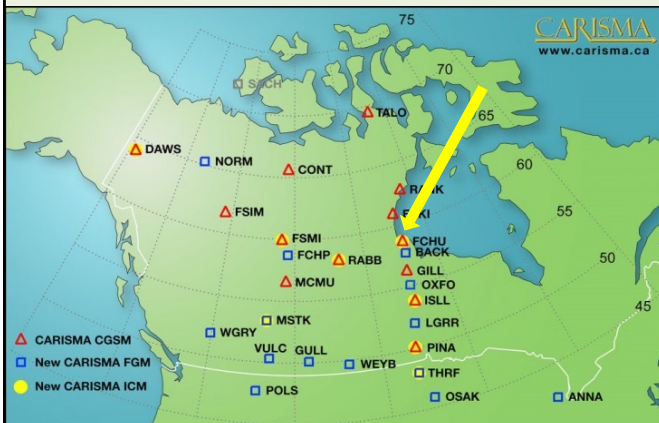 75
CARISMA
www.carisma.ca
70
SACH
TALO
65
DAWS
NORM
CONT
60
RANK
FSIM
55
FSMI
FCHU
FCHP
RABB
BACK
50
GILL
MCMU
OXFO
ISLL
45
MSTK
LGRR
WGRY
CARISMA CGSM
VULC
GULL
PINA
New CARISMA FGM
WEYB
THRF
New CARISMA ICM
POLS
OSAK
ANNA